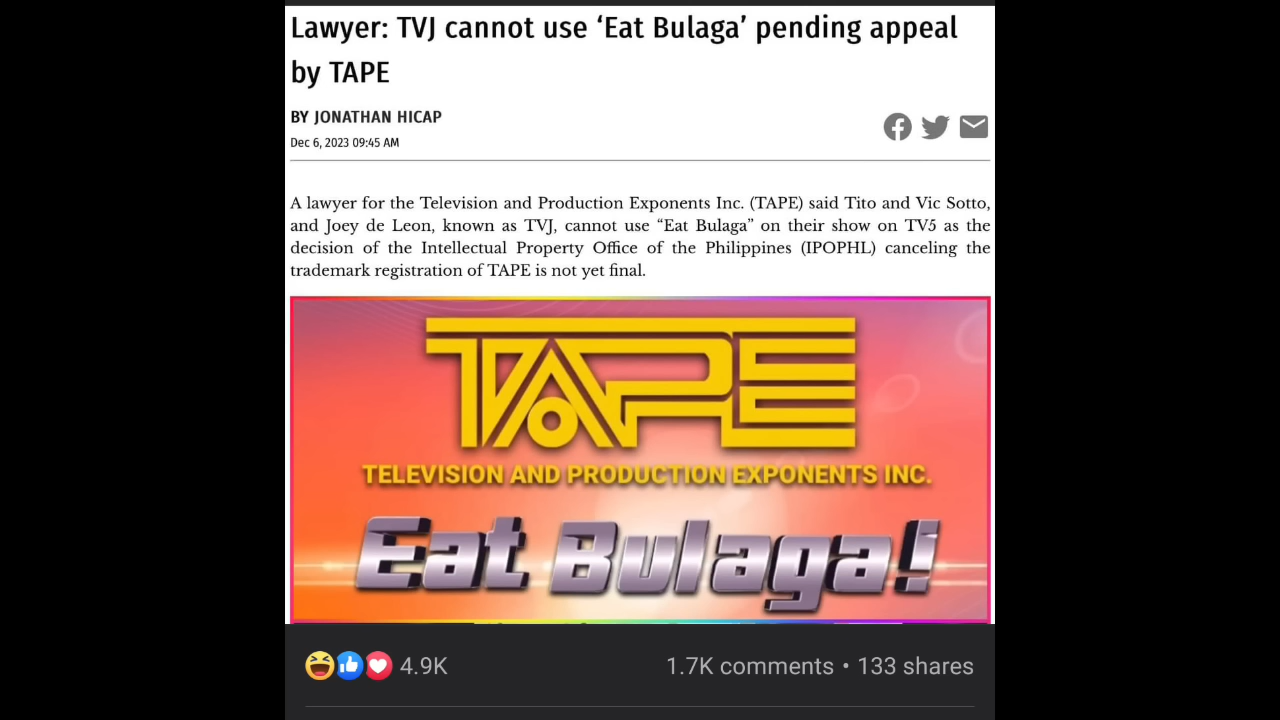 Lawyer: TVJ cannot use ‘Eat Bulaga’ pending appeal
by TAPE
BY JONATHAN HICAP
Dec 6, 2023 09:45 AM
A lawyer for the Television and Production Exponents Inc. (TAPE) said Tito and Vic Sotto,
and Joey de Leon, known as TVJ, cannot use “Eat Bulaga” on their show on TV5 as the
decision of the Intellectual Property Office of the Philippines (IPOPHL) canceling the
trademark registration of TAPE is not yet final.
TAPE
TELEVISION AND PRODUCTION EXPONENTS INC.
Eat Bulaga!
4.9K
1.7K comments • 133 shares